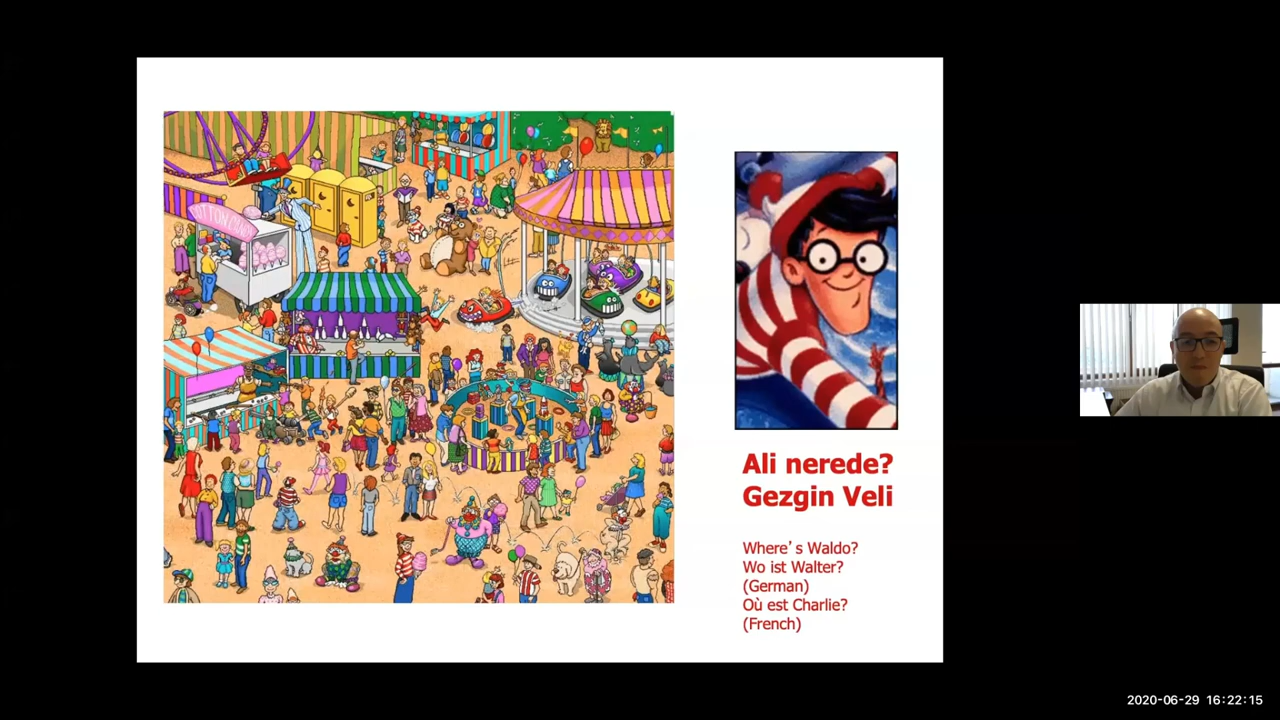 COTTON CANDY
Ali nerede?
Gezgin Veli
Where's Waldo?
Wo ist Walter?
(German)
Où est Charlie?
(French)
2020-06-29 16:22:15